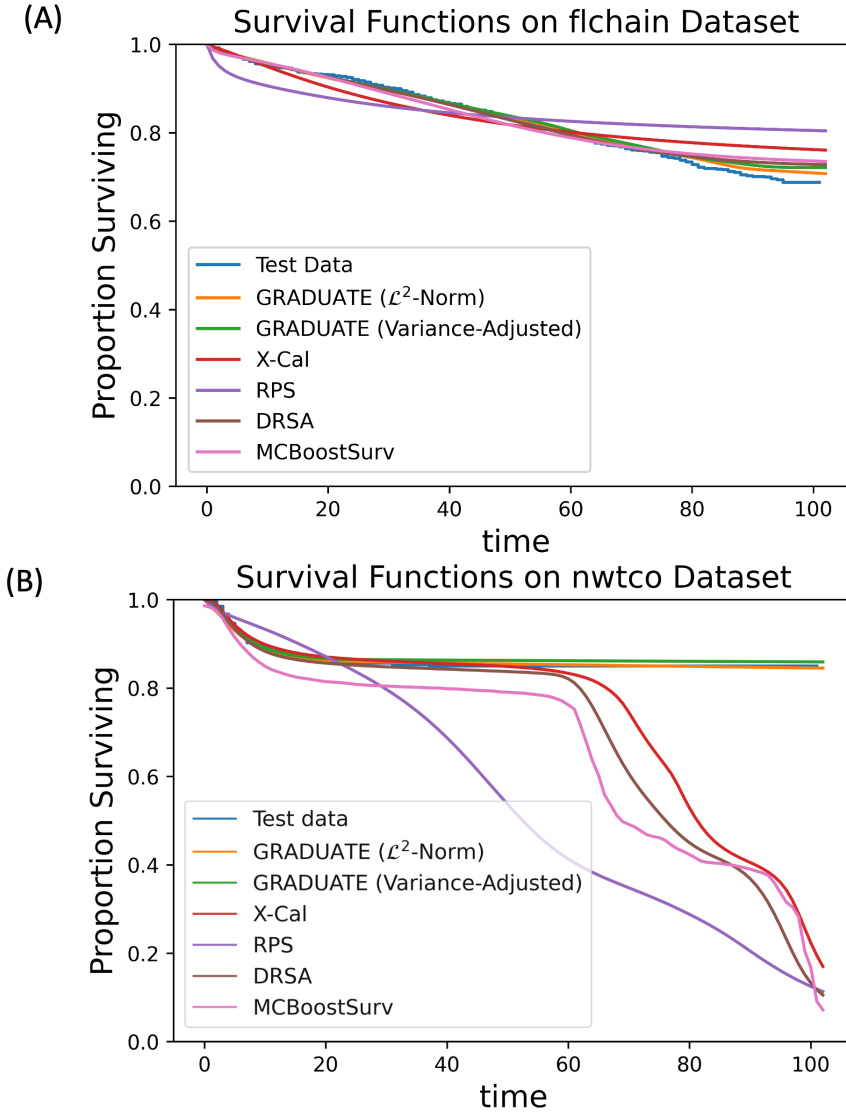 (A)
Survival Functions on flchain Dataset
1.0
0.8
0.6
0.4
0.2
0.0
Proportion Surviving
Test Data
GRADUATE (ℒ²-Norm)
GRADUATE (Variance-Adjusted)
X-Cal
RPS
DRSA
MCBoostSurv
0 20 40 60 80 100
time
(B)
Survival Functions on nwtco Dataset
1.0
0.8
0.6
0.4
0.2
0.0
Proportion Surviving
Test data
GRADUATE (ℒ²-Norm)
GRADUATE (Variance-Adjusted)
X-Cal
RPS
DRSA
MCBoostSurv
0 20 40 60 80 100
time